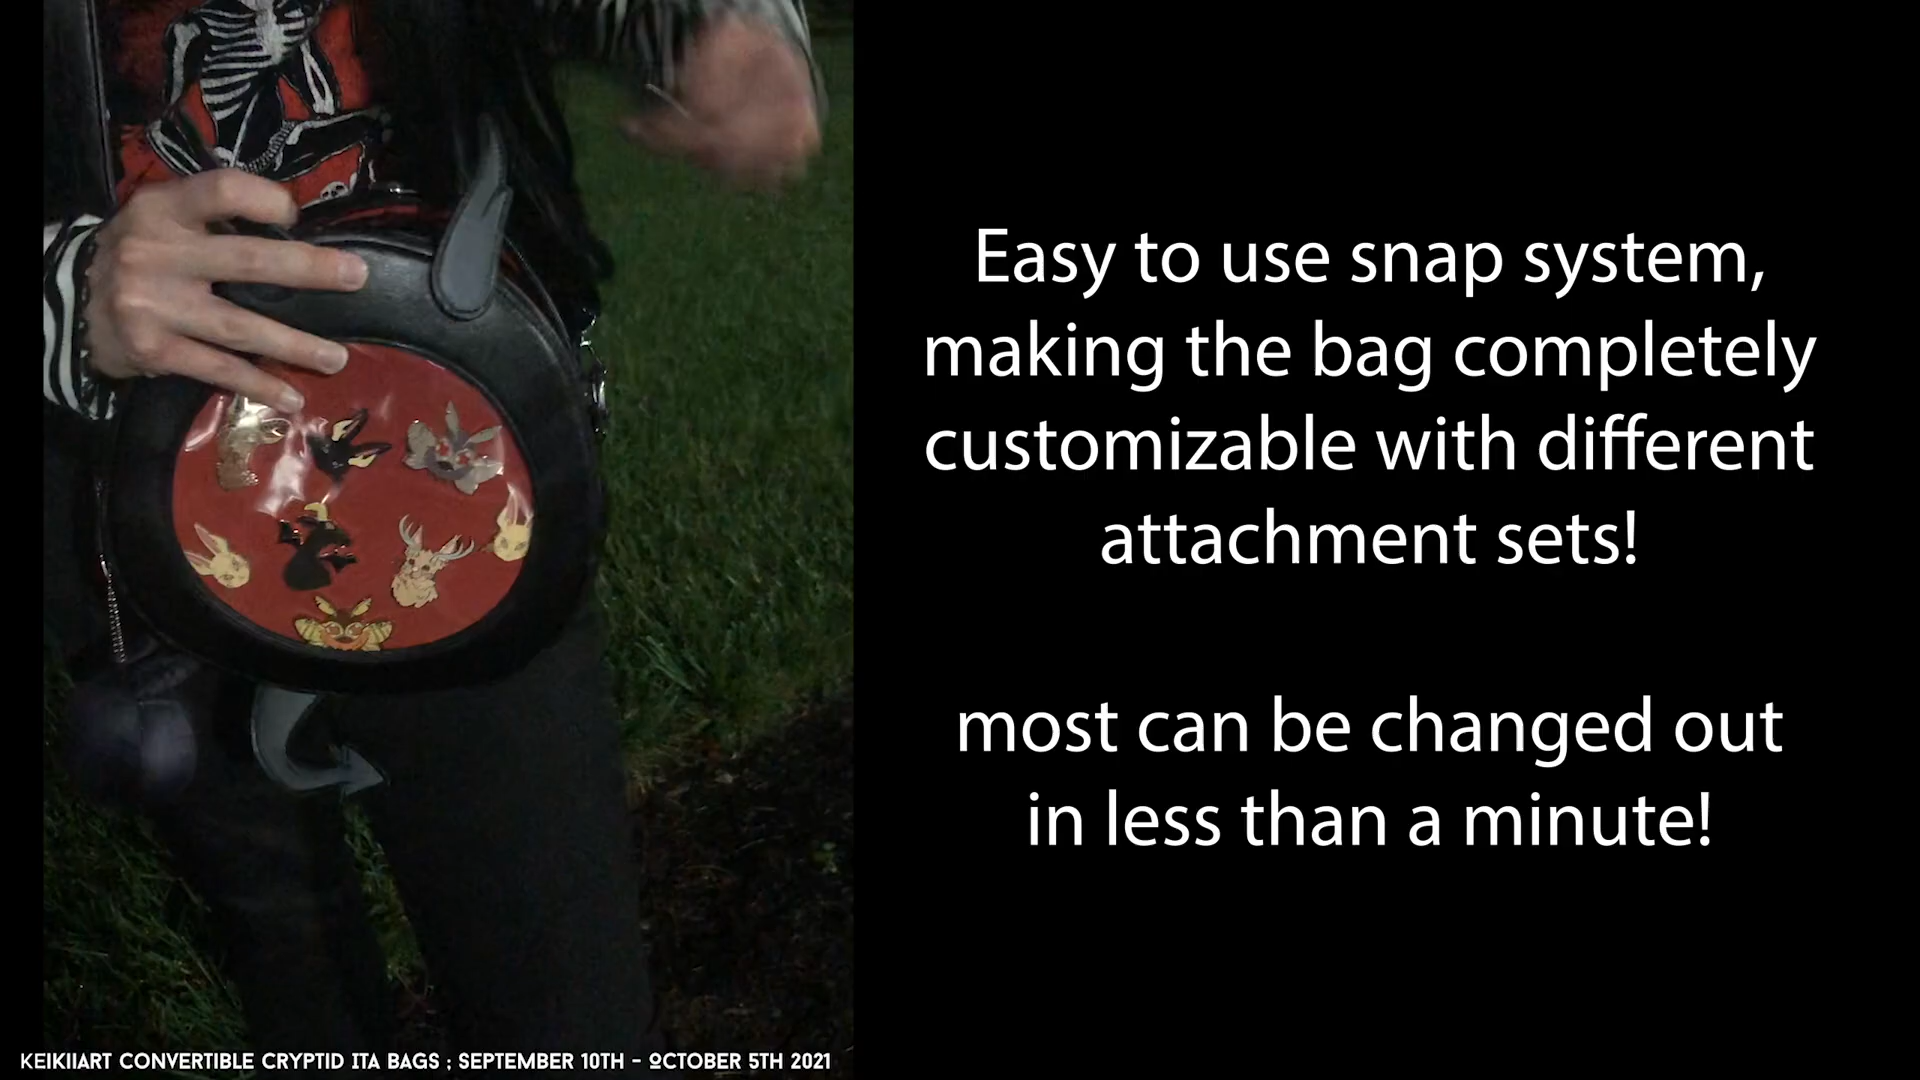 Easy to use snap system,
making the bag completely
customizable with different
attachment sets!
most can be changed out
in less than a minute!
KEIKIIART CONVERTIBLE CRYPTID ITA BAGS ; SEPTEMBER 10TH - OCTOBER 5TH 2021